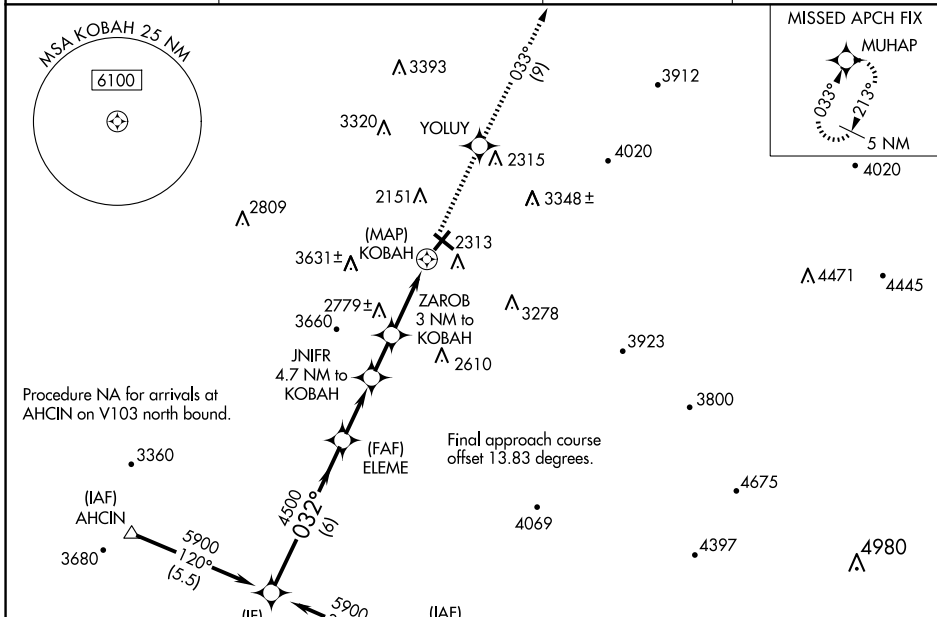 MSA KOBAH 25 NM
6100
MISSED APCH FIX
MUHAP
033°
213°
5 NM
033°
(9)
3393
3912
3320
YOLUY
2315
4020
4020
2151
3348 ±
2809
(MAP)
KOBAH
2313
3631±
4471
4445
2779±
ZAROB
3 NM to
KOBAH
3278
3660
3923
JNIFR
4.7 NM to
KOBAH
2610
Procedure NA for arrivals at
AHCIN on V103 north bound.
3800
(FAF)
ELEME
Final approach course
offset 13.83 degrees.
3360
4675
(IAF)
AHCIN
4500
032°
(6)
4069
3680
5900
120°
(5.5)
4397
4980
5900
(IAF)